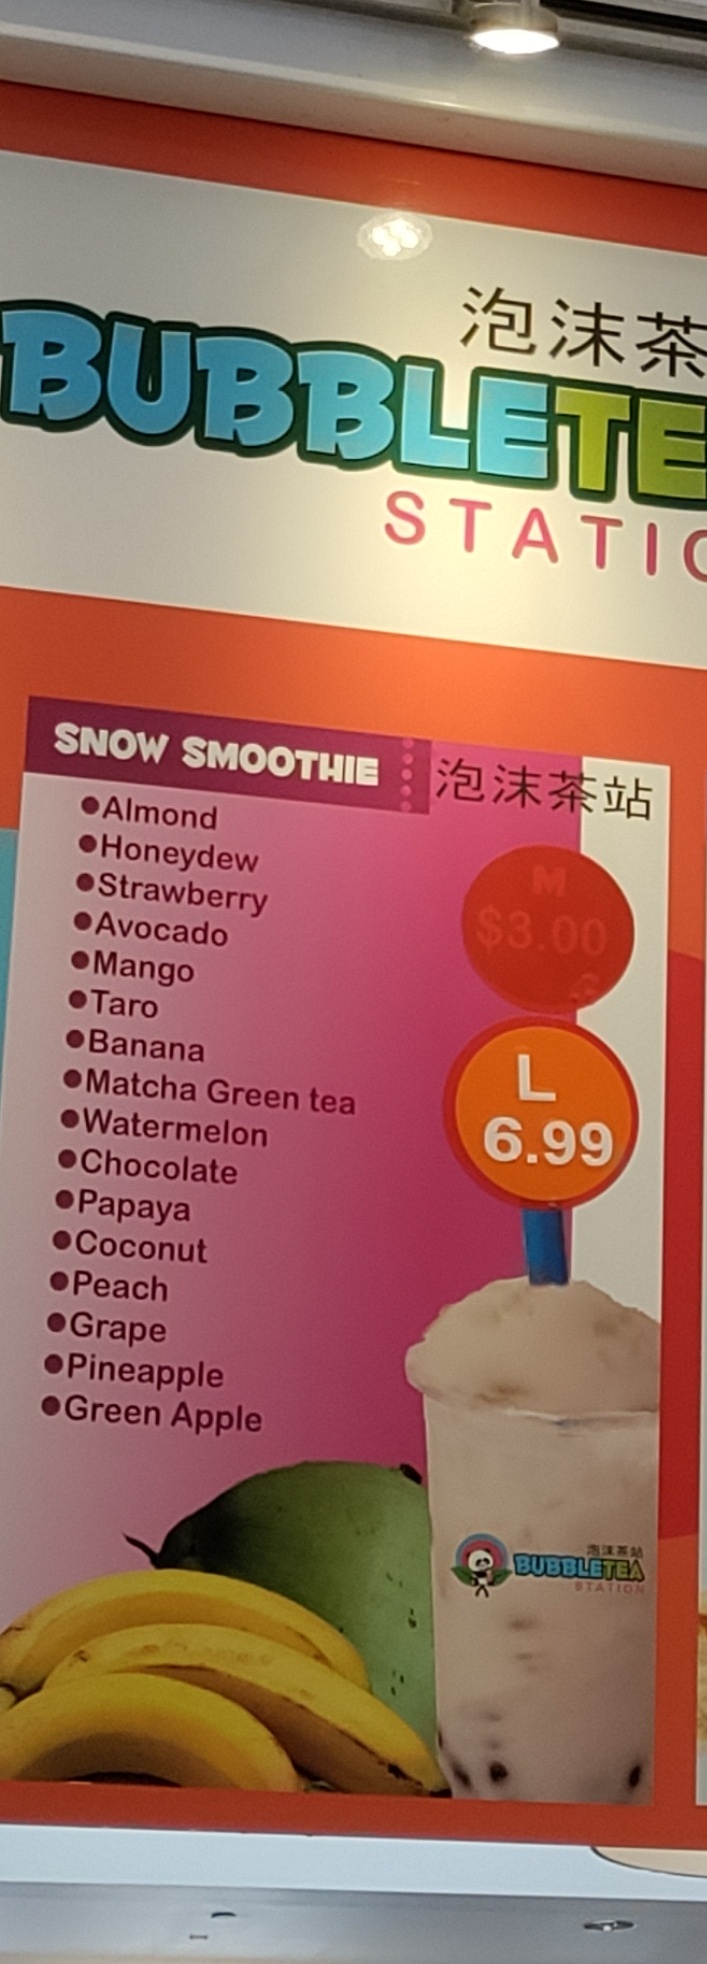 泡沫茶
BUBBLETE
STATIO
SNOW SMOOTHIE
泡沫茶站
●Almond
●Honeydew
●Strawberry
●Avocado
●Mango
●Taro
●Banana
●Matcha Green tea
●Watermelon
●Chocolate
●Papaya
●Coconut
●Peach
●Grape
●Pineapple
●Green Apple
M
$3.00
L
6.99
泡沫茶站
BUBBLETEA
STATION